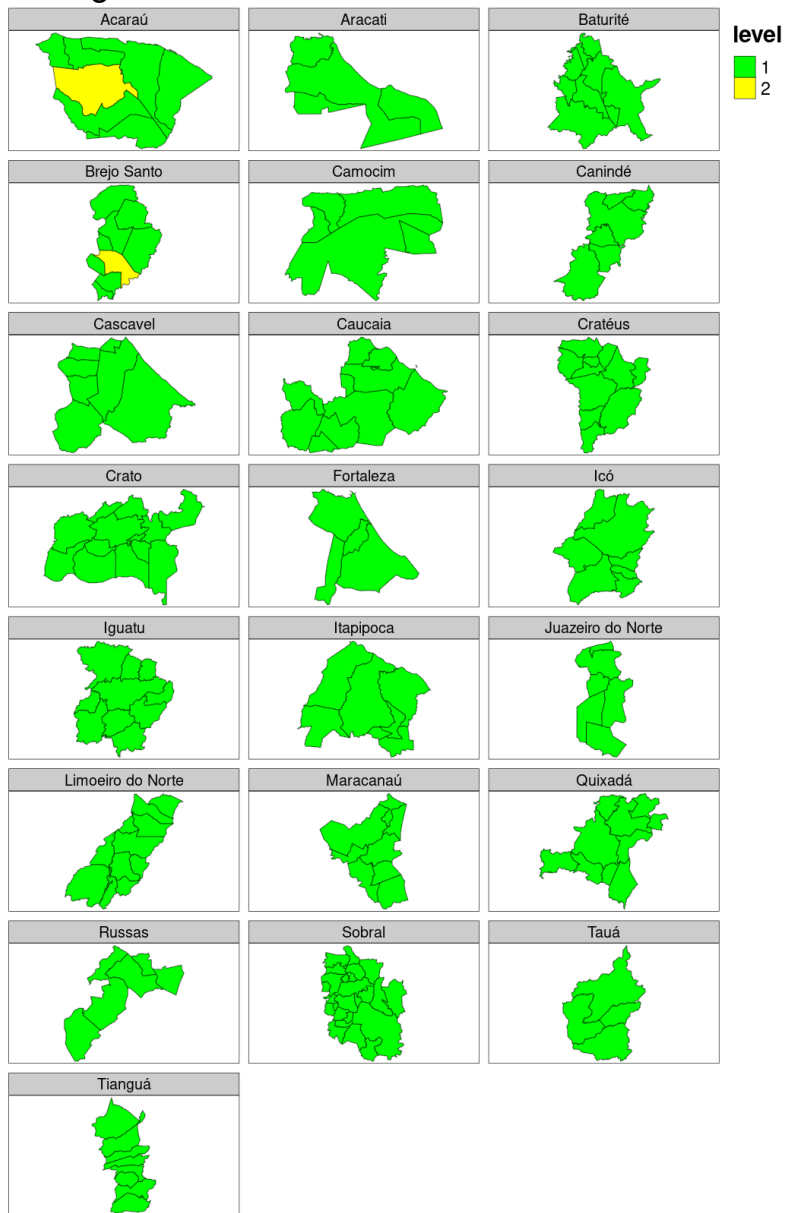 Acaraú
Aracati
Baturité
level
1
2
Brejo Santo
Camocim
Canindé
Cascavel
Caucaia
Cratéus
Crato
Fortaleza
Icó
Iguatu
Itapipoca
Juazeiro do Norte
Limoeiro do Norte
Maracanaú
Quixadá
Russas
Sobral
Tauá
Tianguá